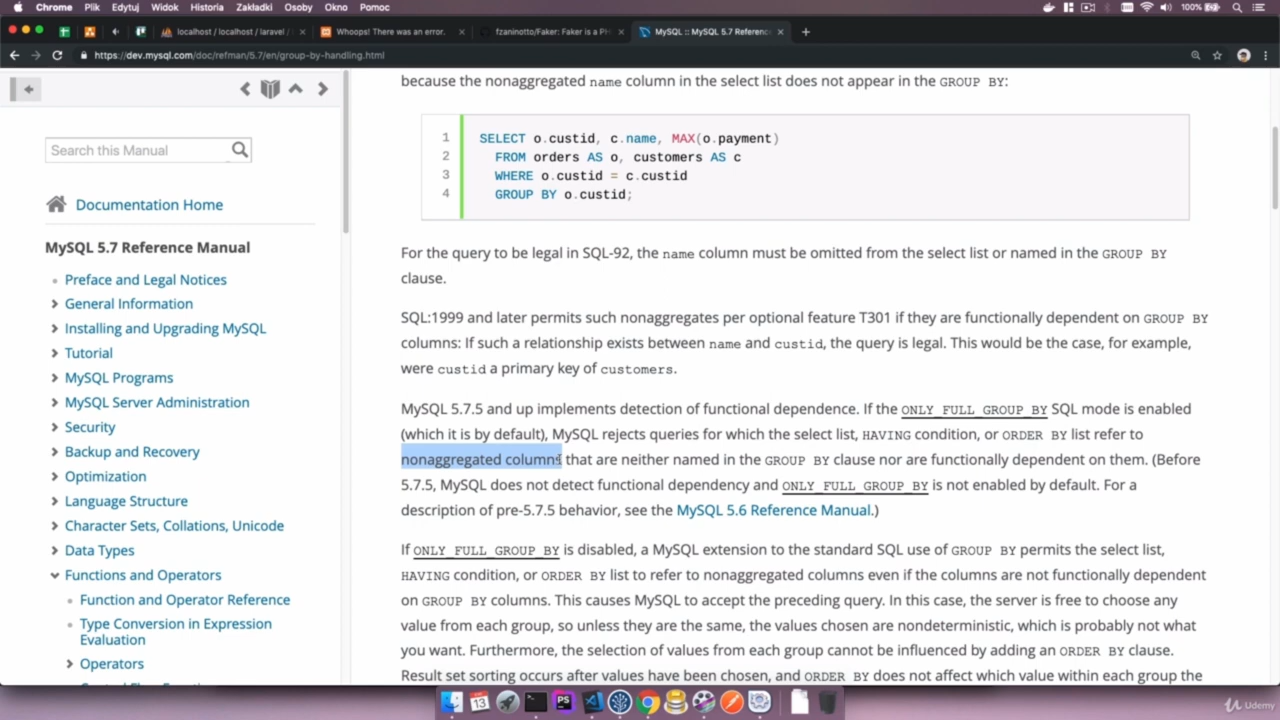 Chrome Plik Edytuj Widok Historia Zakładki Osoby Okno Pomoc 100%
localhost / localhost / laravel / Whoops! There was an error. fzaninotto/Faker: Faker is a PH MySQL :: MySQL 5.7 Reference
https://dev.mysql.com/doc/refman/5.7/en/group-by-handling.html
Search this Manual
Documentation Home
MySQL 5.7 Reference Manual
Preface and Legal Notices
General Information
Installing and Upgrading MySQL
Tutorial
MySQL Programs
MySQL Server Administration
Security
Backup and Recovery
Optimization
Language Structure
Character Sets, Collations, Unicode
Data Types
Functions and Operators
Function and Operator Reference
Type Conversion in Expression
Evaluation
Operators
because the nonaggregated name column in the select list does not appear in the GROUP BY:
1 SELECT o.custid, c.name, MAX(o.payment)
2 FROM orders AS o, customers AS c
3 WHERE o.custid = c.custid
4 GROUP BY o.custid;
For the query to be legal in SQL-92, the name column must be omitted from the select list or named in the GROUP BY
clause.
SQL:1999 and later permits such nonaggregates per optional feature T301 if they are functionally dependent on GROUP BY
columns: If such a relationship exists between name and custid, the query is legal. This would be the case, for example,
were custid a primary key of customers.
MySQL 5.7.5 and up implements detection of functional dependence. If the ONLY_FULL_GROUP_BY SQL mode is enabled
(which it is by default), MySQL rejects queries for which the select list, HAVING condition, or ORDER BY list refer to
nonaggregated columns that are neither named in the GROUP BY clause nor are functionally dependent on them. (Before
5.7.5, MySQL does not detect functional dependency and ONLY_FULL_GROUP_BY is not enabled by default. For a
description of pre-5.7.5 behavior, see the MySQL 5.6 Reference Manual.)
If ONLY_FULL_GROUP_BY is disabled, a MySQL extension to the standard SQL use of GROUP BY permits the select list,
HAVING condition, or ORDER BY list to refer to nonaggregated columns even if the columns are not functionally dependent
on GROUP BY columns. This causes MySQL to accept the preceding query. In this case, the server is free to choose any
value from each group, so unless they are the same, the values chosen are nondeterministic, which is probably not what
you want. Furthermore, the selection of values from each group cannot be influenced by adding an ORDER BY clause.
Result set sorting occurs after values have been chosen, and ORDER BY does not affect which value within each group the
13
PS
Udemy